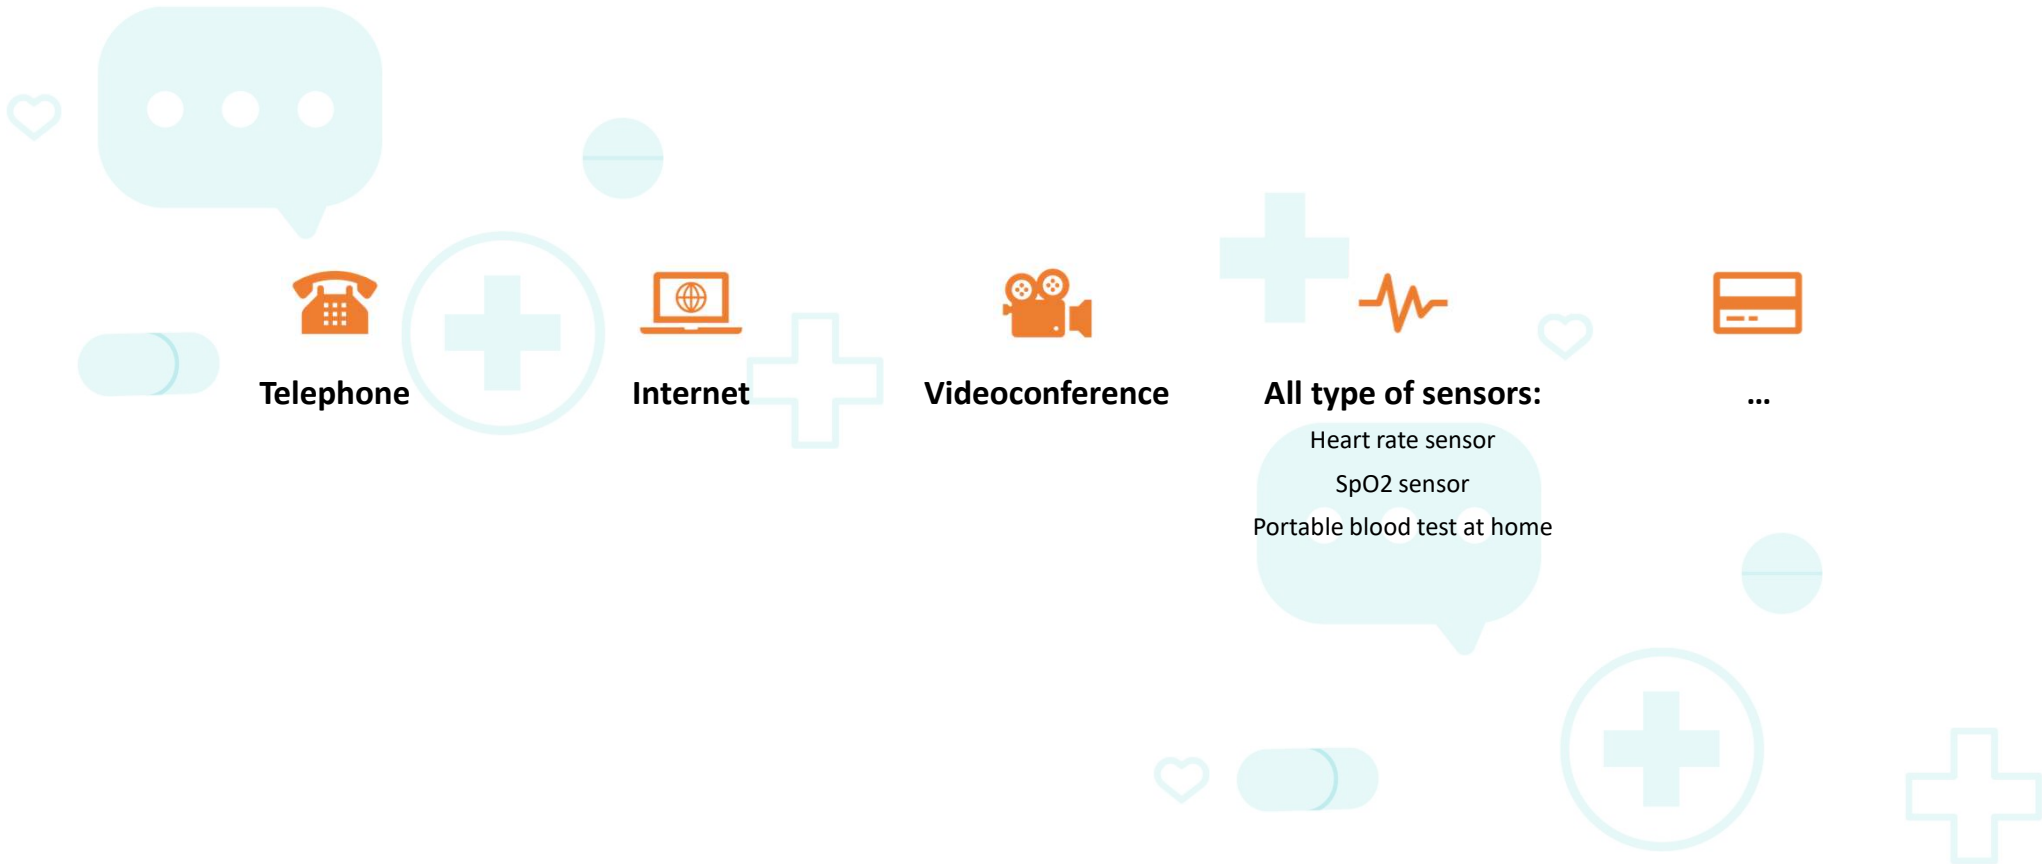 Telephone
Internet
Videoconference
All type of sensors:
Heart rate sensor
SpO2 sensor
Portable blood test at home
...